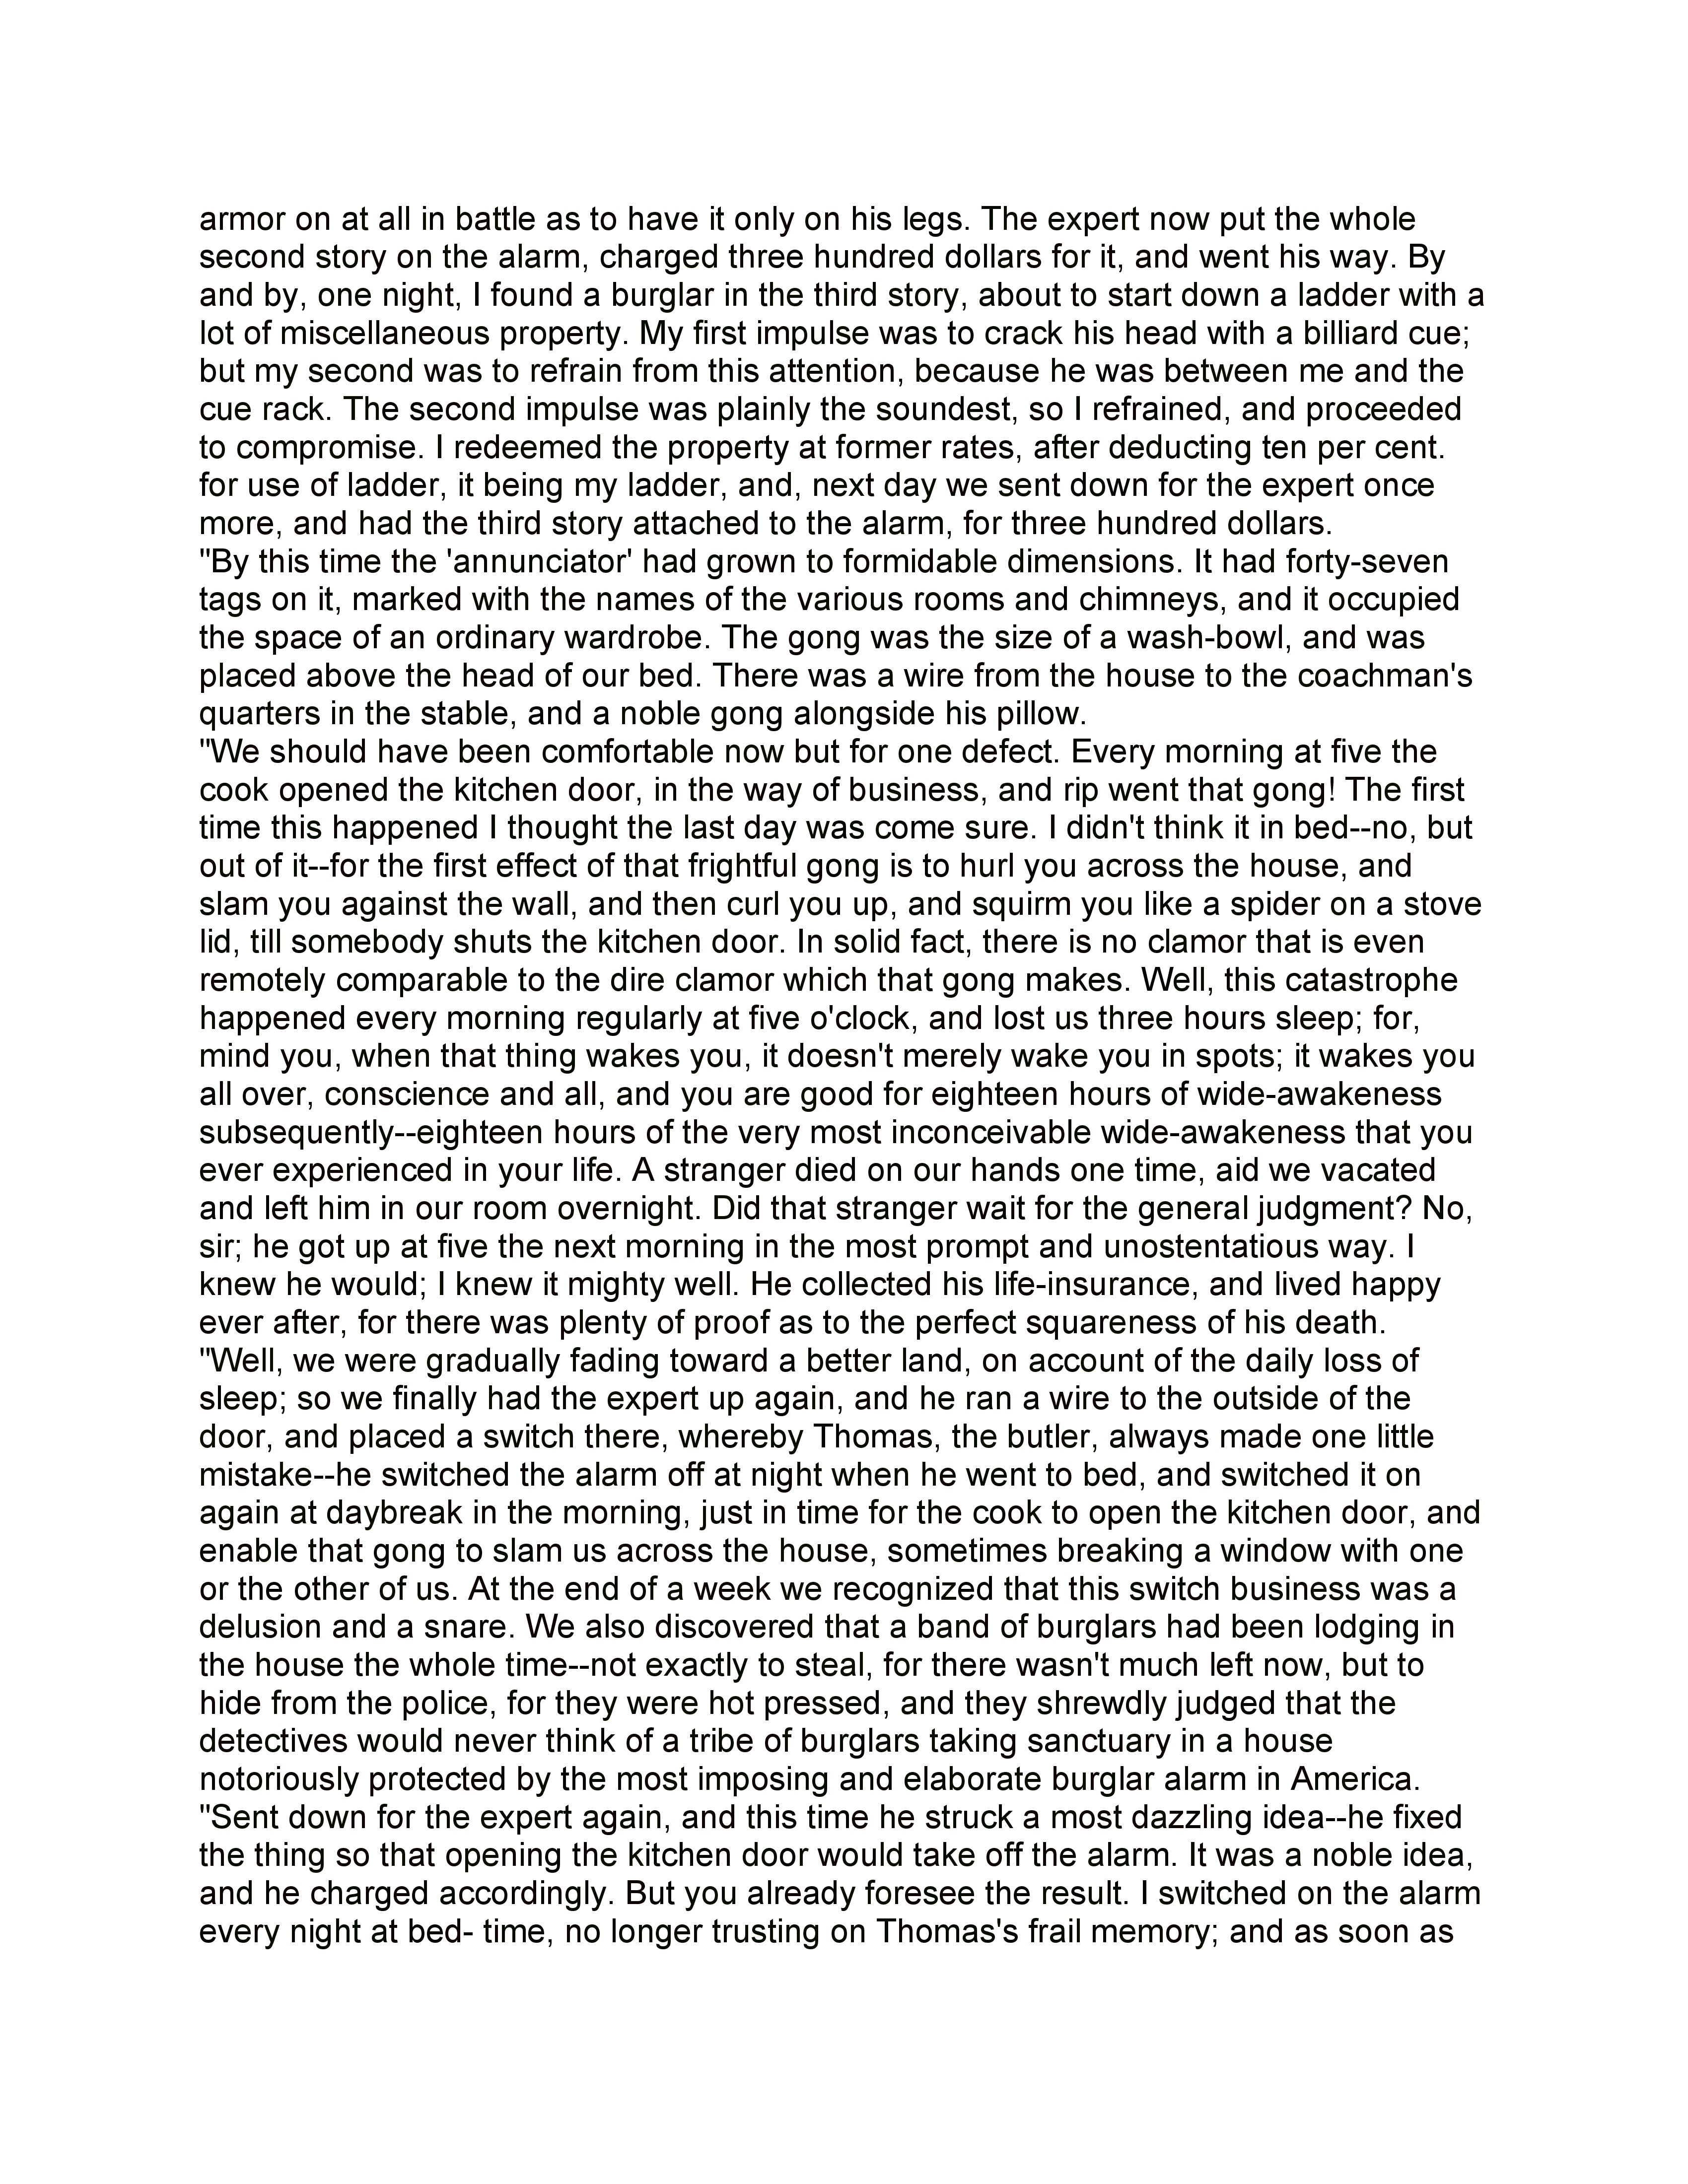 armor on at all in battle as to have it only on his legs. The expert now put the whole
second story on the alarm, charged three hundred dollars for it, and went his way. By
and by, one night, I found a burglar in the third story, about to start down a ladder with a
lot of miscellaneous property. My first impulse was to crack his head with a billiard cue;
but my second was to refrain from this attention, because he was between me and the
cue rack. The second impulse was plainly the soundest, so I refrained, and proceeded
to compromise. I redeemed the property at former rates, after deducting ten per cent.
for use of ladder, it being my ladder, and, next day we sent down for the expert once
more, and had the third story attached to the alarm, for three hundred dollars.
"By this time the 'annunciator' had grown to formidable dimensions. It had forty-seven
tags on it, marked with the names of the various rooms and chimneys, and it occupied
the space of an ordinary wardrobe. The gong was the size of a wash-bowl, and was
placed above the head of our bed. There was a wire from the house to the coachman's
quarters in the stable, and a noble gong alongside his pillow.
"We should have been comfortable now but for one defect. Every morning at five the
cook opened the kitchen door, in the way of business, and rip went that gong! The first
time this happened I thought the last day was come sure. I didn't think it in bed--no, but
out of it--for the first effect of that frightful gong is to hurl you across the house, and
slam you against the wall, and then curl you up, and squirm you like a spider on a stove
lid, till somebody shuts the kitchen door. In solid fact, there is no clamor that is even
remotely comparable to the dire clamor which that gong makes. Well, this catastrophe
happened every morning regularly at five o'clock, and lost us three hours sleep; for,
mind you, when that thing wakes you, it doesn't merely wake you in spots; it wakes you
all over, conscience and all, and you are good for eighteen hours of wide-awakeness
subsequently--eighteen hours of the very most inconceivable wide-awakeness that you
ever experienced in your life. A stranger died on our hands one time, aid we vacated
and left him in our room overnight. Did that stranger wait for the general judgment? No,
sir; he got up at five the next morning in the most prompt and unostentatious way. I
knew he would; I knew it mighty well. He collected his life-insurance, and lived happy
ever after, for there was plenty of proof as to the perfect squareness of his death.
"Well, we were gradually fading toward a better land, on account of the daily loss of
sleep; so we finally had the expert up again, and he ran a wire to the outside of the
door, and placed a switch there, whereby Thomas, the butler, always made one little
mistake--he switched the alarm off at night when he went to bed, and switched it on
again at daybreak in the morning, just in time for the cook to open the kitchen door, and
enable that gong to slam us across the house, sometimes breaking a window with one
or the other of us. At the end of a week we recognized that this switch business was a
delusion and a snare. We also discovered that a band of burglars had been lodging in
the house the whole time--not exactly to steal, for there wasn't much left now, but to
hide from the police, for they were hot pressed, and they shrewdly judged that the
detectives would never think of a tribe of burglars taking sanctuary in a house
notoriously protected by the most imposing and elaborate burglar alarm in America.
"Sent down for the expert again, and this time he struck a most dazzling idea--he fixed
the thing so that opening the kitchen door would take off the alarm. It was a noble idea,
and he charged accordingly. But you already foresee the result. I switched on the alarm
every night at bed- time, no longer trusting on Thomas's frail memory; and as soon as